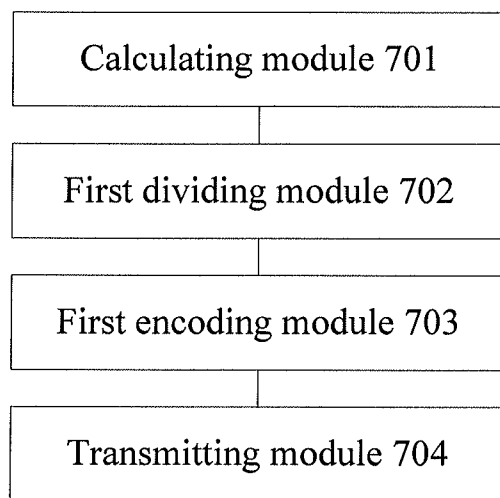 Calculating module 701
First dividing module 702
First encoding module 703
Transmitting module 704